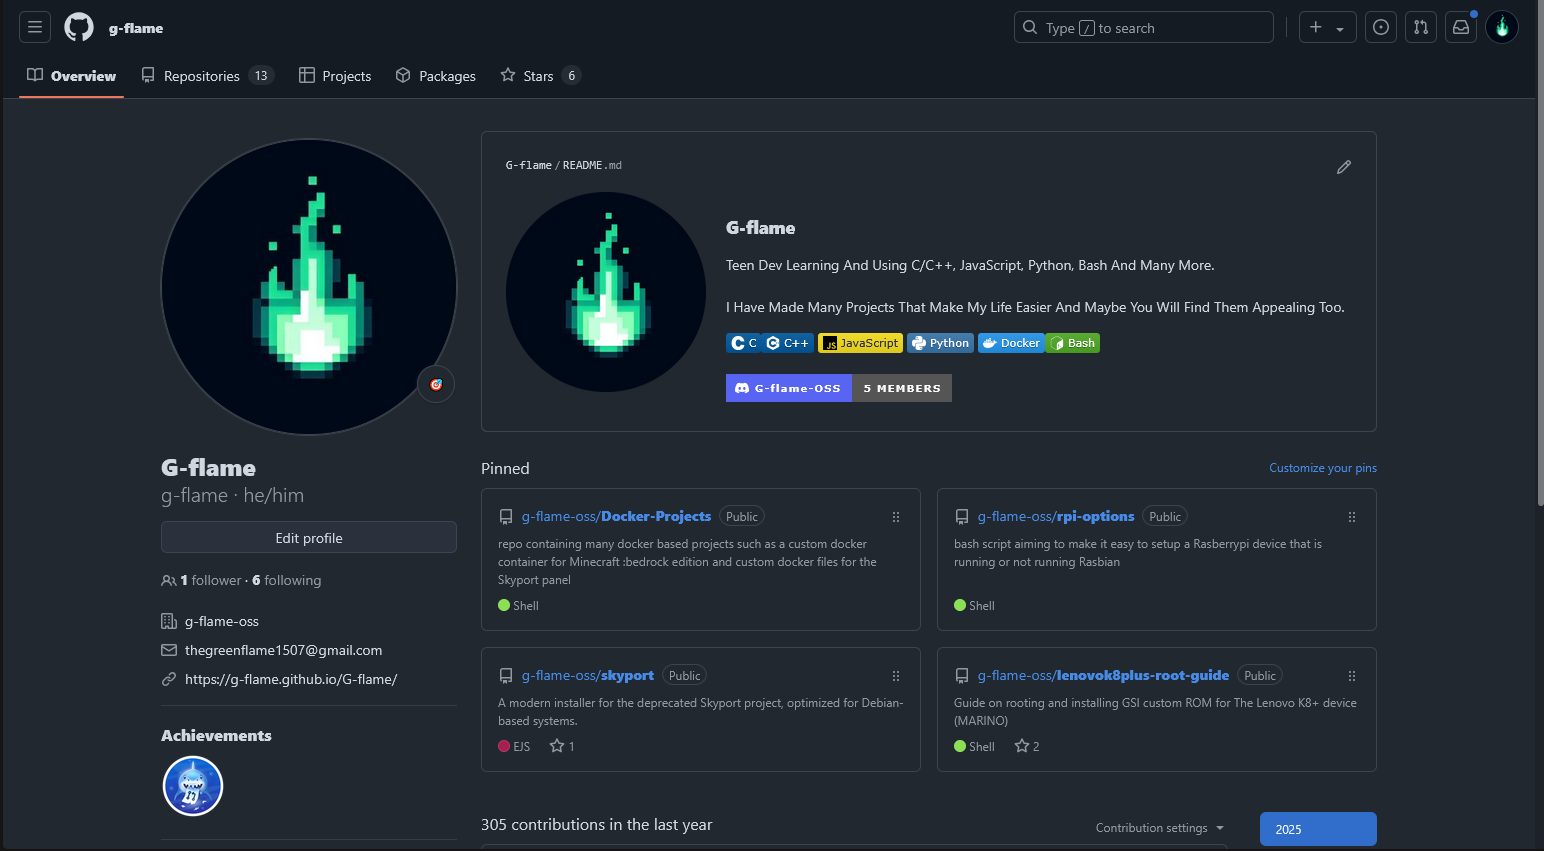 g-flame
Type / to search
Overview
Repositories 13
Projects
Packages
Stars 6
G-flame
g-flame · he/him
Edit profile
1 follower · 6 following
g-flame-oss
thegreenflame1507@gmail.com
https://g-flame.github.io/G-flame/
Achievements
G-flame/README.md
G-flame
Teen Dev Learning And Using C/C++, JavaScript, Python, Bash And Many More.
I Have Made Many Projects That Make My Life Easier And Maybe You Will Find Them Appealing Too.
C C++ JS JavaScript Python Docker Bash
G-flame-OSS 5 MEMBERS
Pinned
Customize your pins
g-flame-oss/Docker-Projects Public
repo containing many docker based projects such as a custom docker
container for Minecraft :bedrock edition and custom docker files for the
Skyport panel
Shell
g-flame-oss/rpi-options Public
bash script aiming to make it easy to setup a Rasberrypi device that is
running or not running Rasbian
Shell
g-flame-oss/skyport Public
A modern installer for the deprecated Skyport project, optimized for Debian-
based systems.
EJS 1
g-flame-oss/lenovok8plus-root-guide Public
Guide on rooting and installing GSI custom ROM for The Lenovo K8+ device
(MARINO)
Shell 2
305 contributions in the last year
Contribution settings
2025